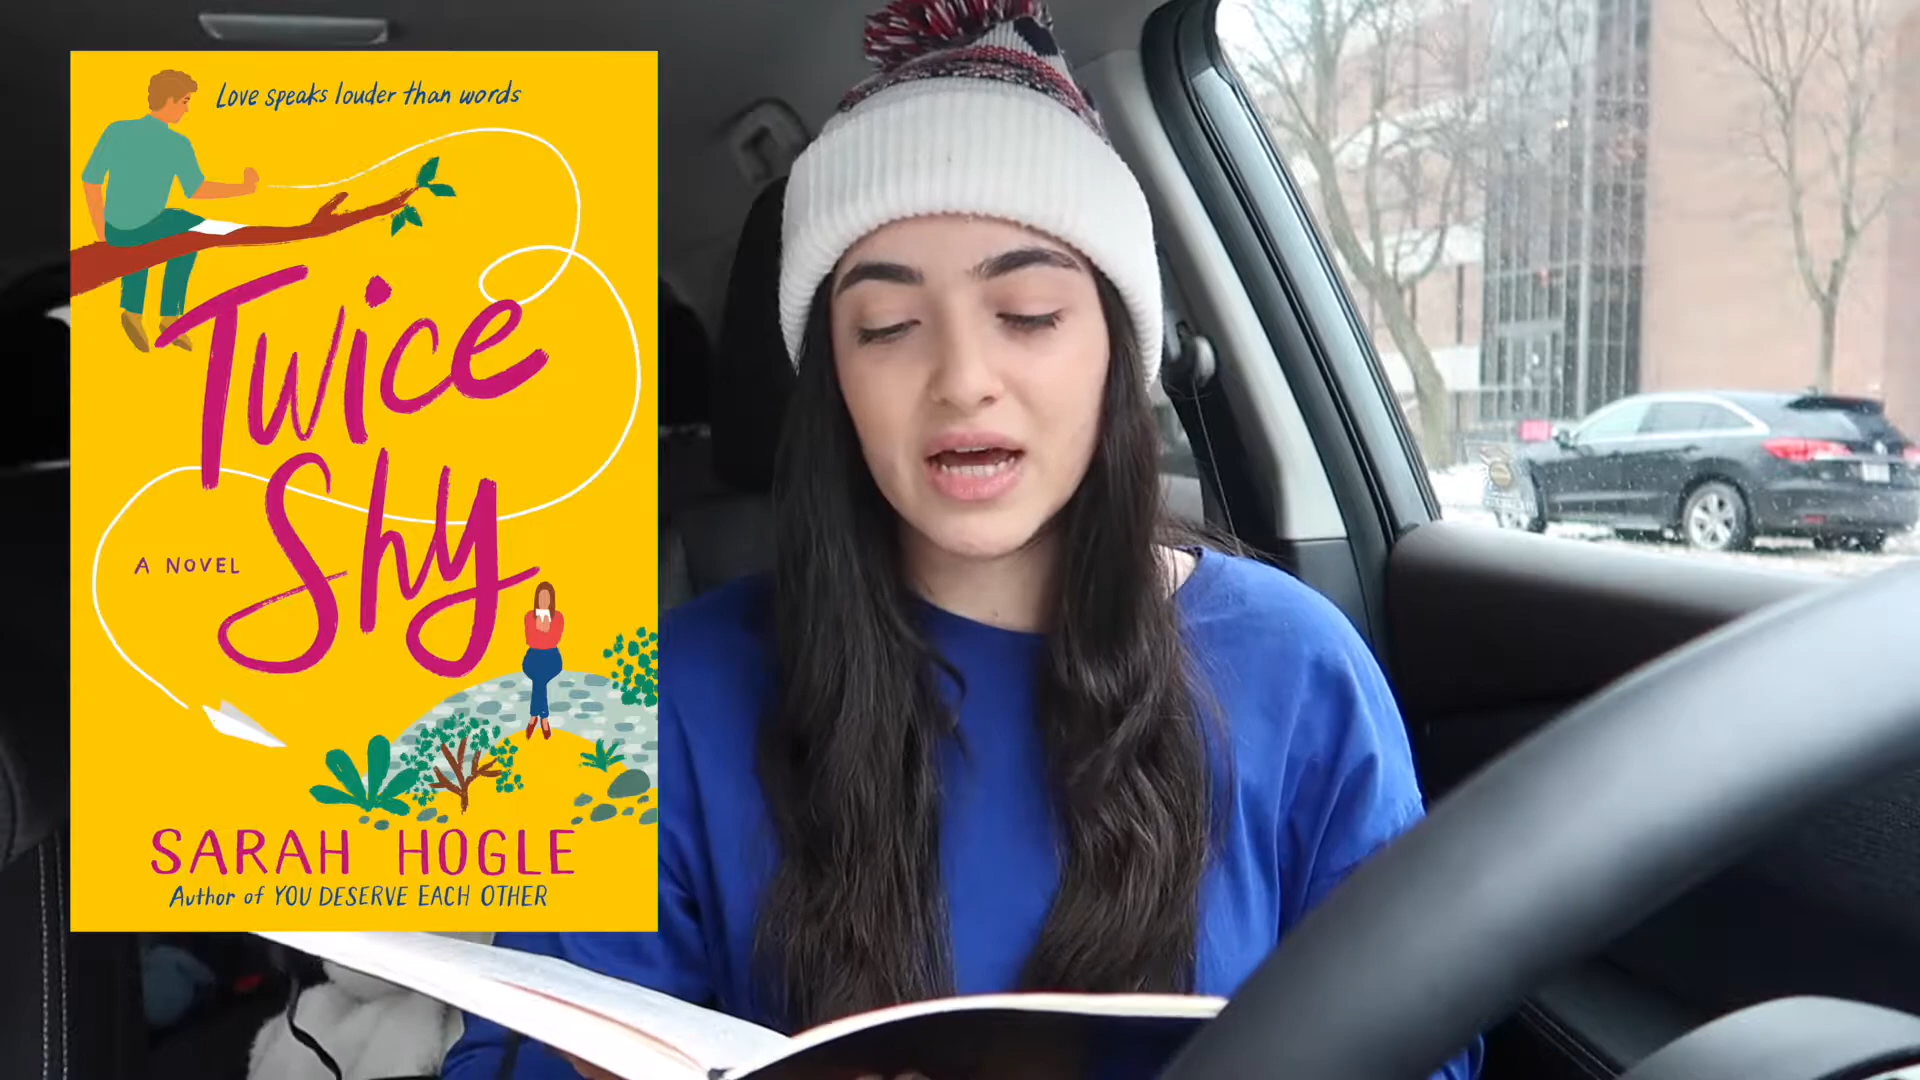 Love speaks louder than words
Twice
Shy
A NOVEL
SARAH HOGLE
Author of YOU DESERVE EACH OTHER